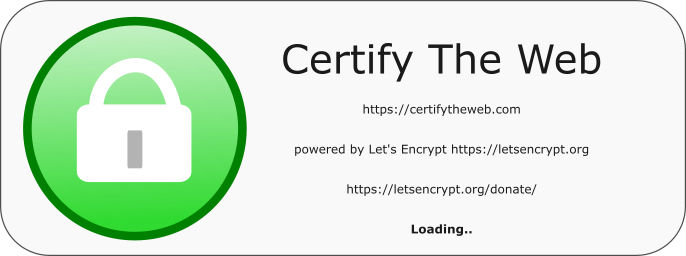 Certify The Web
https://certifytheweb.com
powered by Let's Encrypt https://letsencrypt.org
https://letsencrypt.org/donate/
Loading..